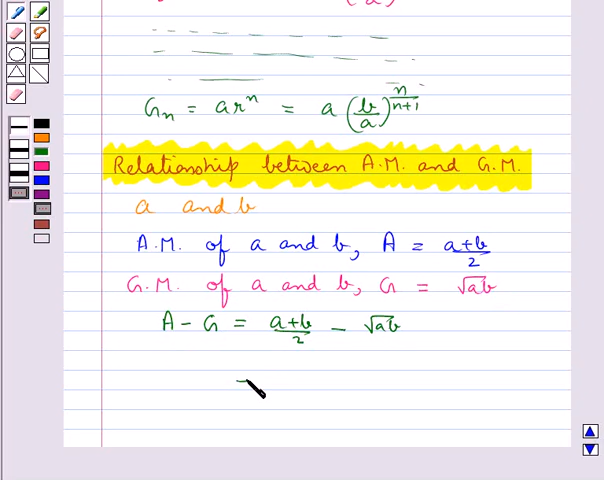 Gn = ar^n = a (b/a)^(n/(n+1))
Relationship between A.M. and G.M.
a and b
A.M. of a and b, A = (a+b)/2
G.M. of a and b, G = √ab
A - G = (a+b)/2 - √ab